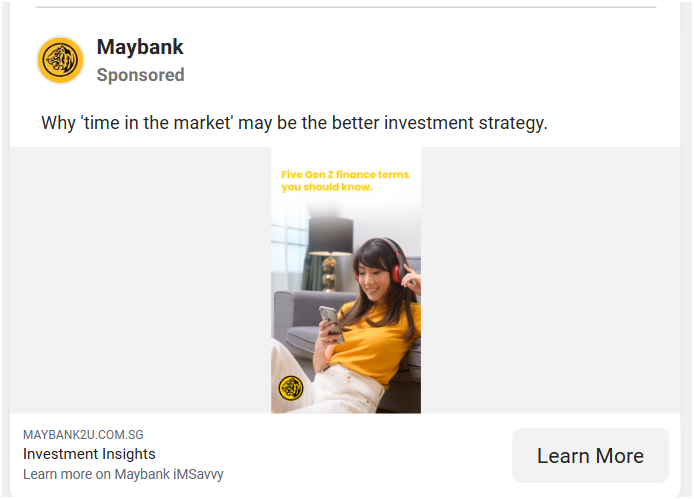 Maybank
Sponsored
Why 'time in the market' may be the better investment strategy.
Five Gen Z finance terms
you should know.
MAYBANK2U.COM.SG
Investment Insights
Learn more on Maybank iMSavvy
Learn More